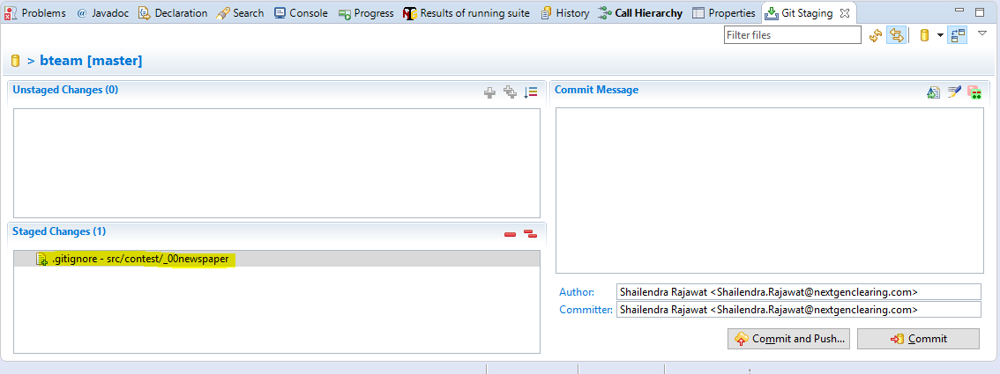 Problems @ Javadoc Declaration Search Console Progress Results of running suite History Call Hierarchy Properties Git Staging
Filter files
> bteam [master]
Unstaged Changes (0)
Commit Message
Staged Changes (1)
.gitignore - src/contest/_00newspaper
Author: Shailendra Rajawat <Shailendra.Rajawat@nextgenclearing.com>
Committer: Shailendra Rajawat <Shailendra.Rajawat@nextgenclearing.com>
Commit and Push... Commit